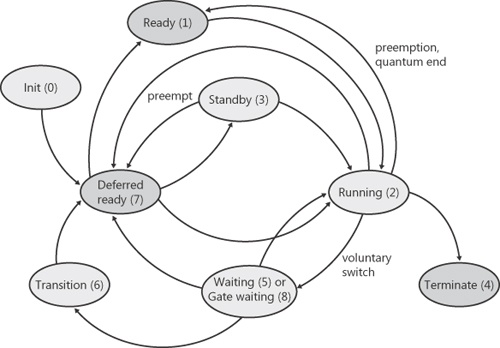 Ready (1)
preemption,
quantum end
Init (0)
preempt
Standby (3)
Deferred
ready (7)
Running (2)
voluntary
switch
Transition (6)
Waiting (5) or
Gate waiting (8)
Terminate (4)